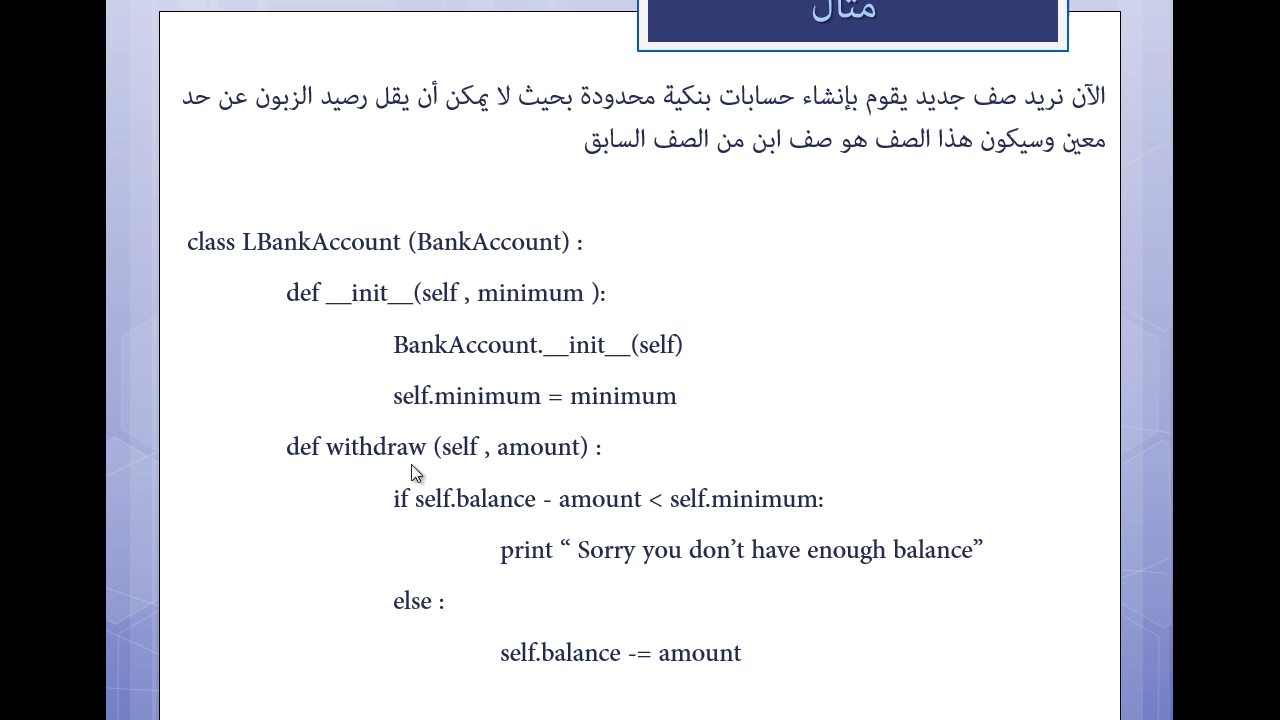 مثال
الآن نريد صف جديد يقوم بإنشاء حسابات بنكية محدودة بحيث لا يمكن أن يقل رصيد الزبون عن حد
معين وسيكون هذا الصف هو صف ابن من الصف السابق
class LBankAccount (BankAccount) :
def __init__(self , minimum ):
BankAccount.__init__(self)
self.minimum = minimum
def withdraw (self , amount) :
if self.balance - amount < self.minimum:
print “ Sorry you don’t have enough balance”
else :
self.balance -= amount